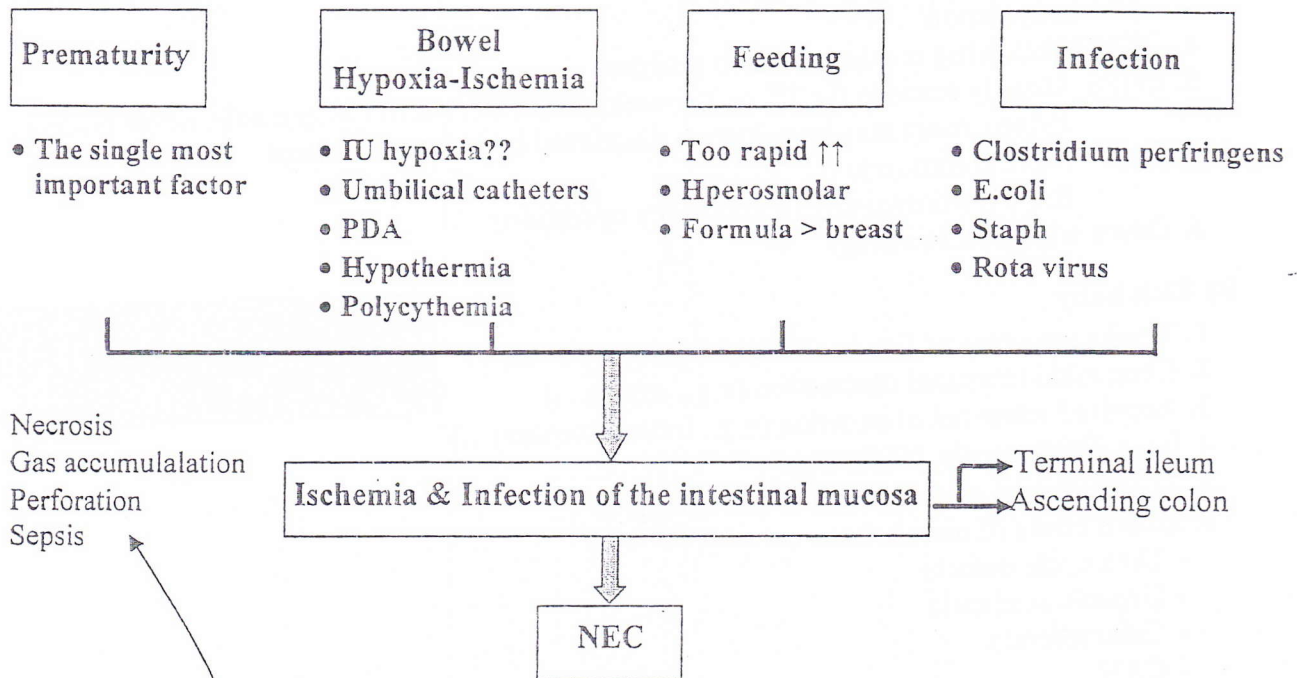 Prematurity
• The single most
important factor
Bowel
Hypoxia-Ischemia
• IU hypoxia??
• Umbilical catheters
• PDA
• Hypothermia
• Polycythemia
Feeding
• Too rapid ↑↑
• Hperosmolar
• Formula > breast
Infection
• Clostridium perfringens
• E.coli
• Staph
• Rota virus
Necrosis
Gas accumulalation
Perforation
Sepsis
Ischemia & Infection of the intestinal mucosa
Terminal ileum
Ascending colon
NEC